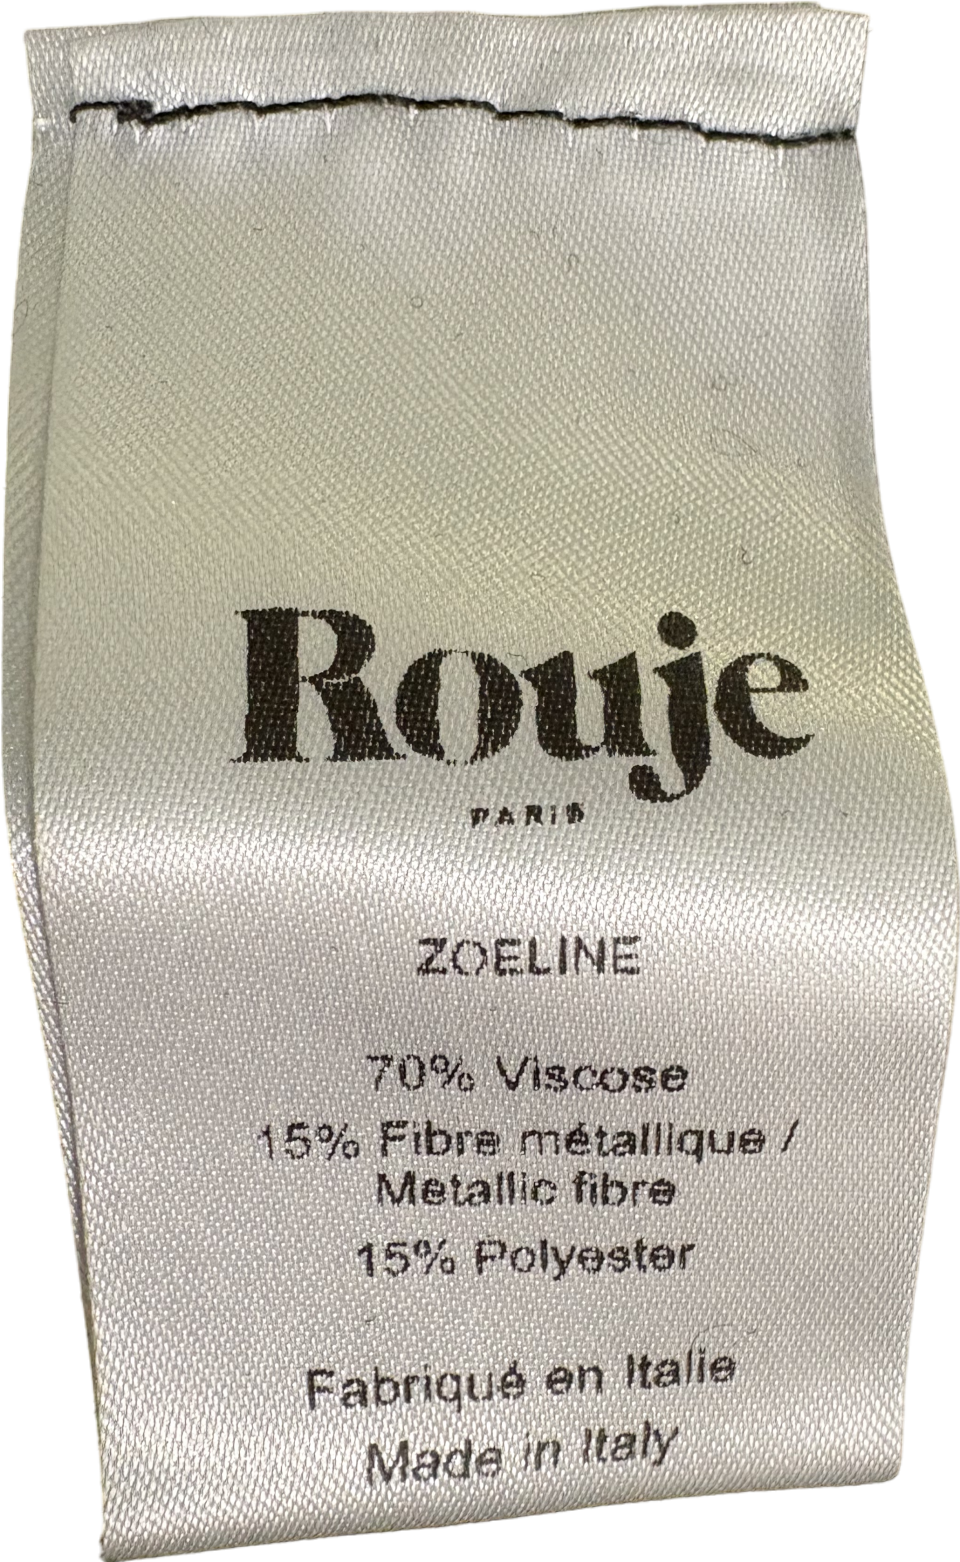 Rouje
PARIS
ZOELINE
70% Viscose
15% Fibre métallique /
Metallic fibre
15% Polyester
Fabriqué en Italie
Made in Italy